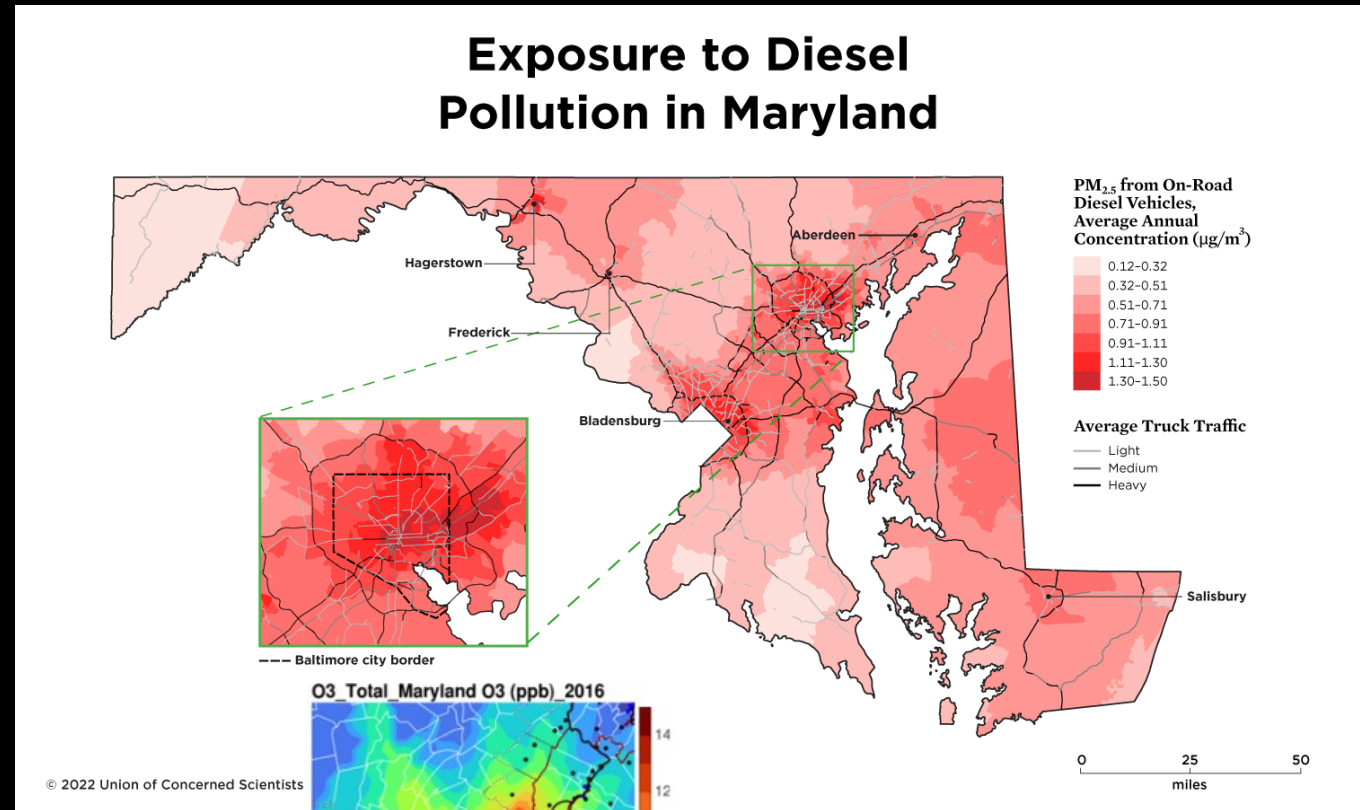 Exposure to Diesel
Pollution in Maryland
PM2.5 from On-Road
Diesel Vehicles,
Average Annual
Concentration (µg/m³)
0.12–0.32
0.32–0.51
0.51–0.71
0.71–0.91
0.91–1.11
1.11–1.30
1.30–1.50
Average Truck Traffic
Light
Medium
Heavy
Aberdeen
Hagerstown
Frederick
Bladensburg
Salisbury
Baltimore city border
O3_Total_Maryland O3 (ppb)_2016
14
12
0 25 50
miles
© 2022 Union of Concerned Scientists